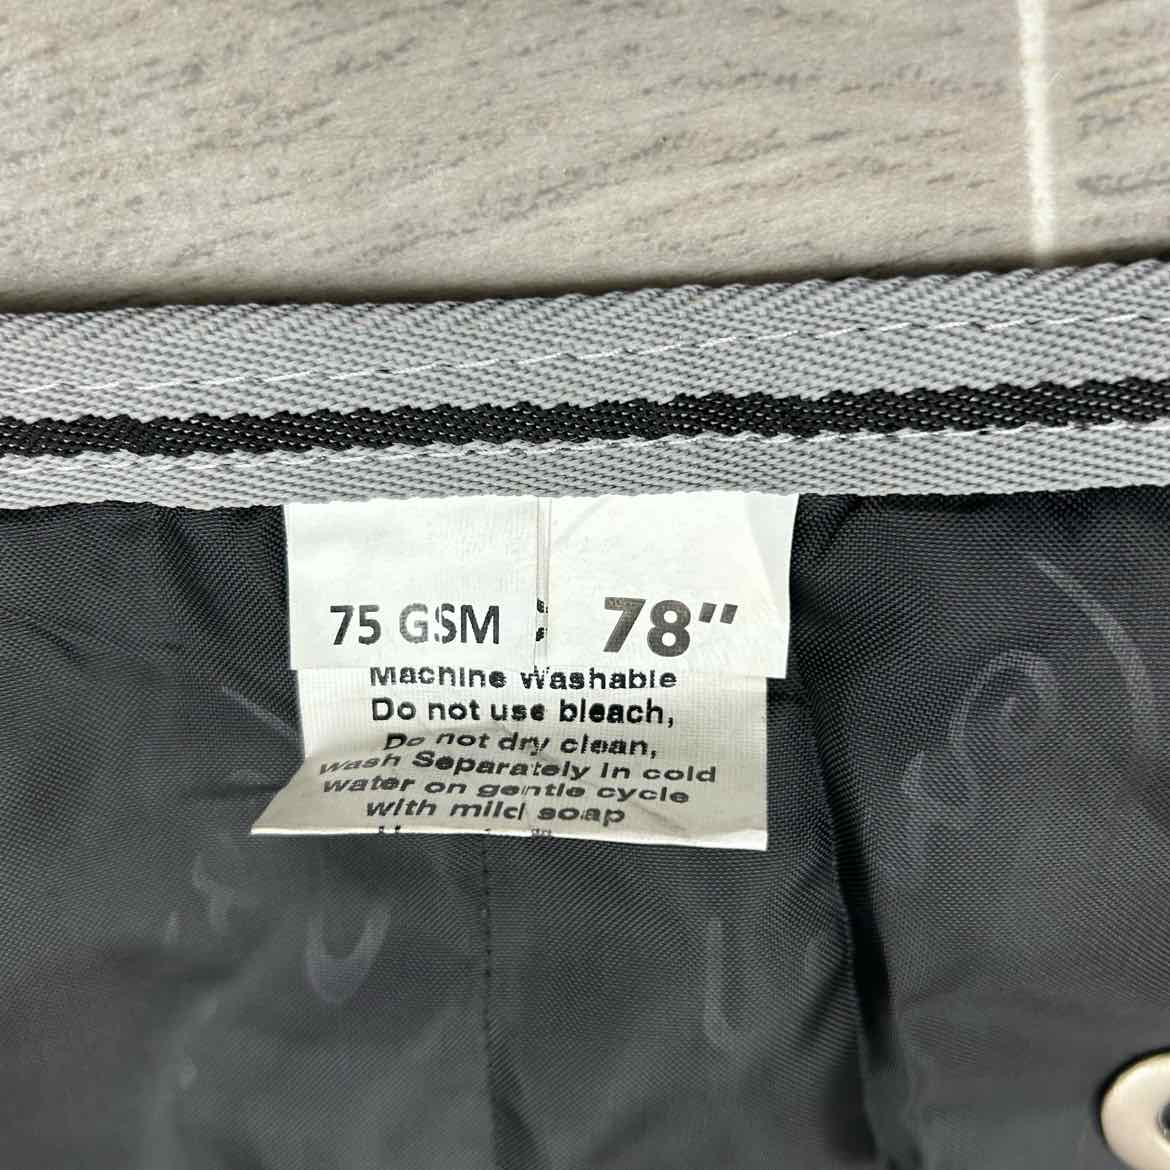 75 GSM
78"
Machine Washable
Do not use bleach,
Do not dry clean,
Wash Separately in cold
water on gentle cycle
with mild soap